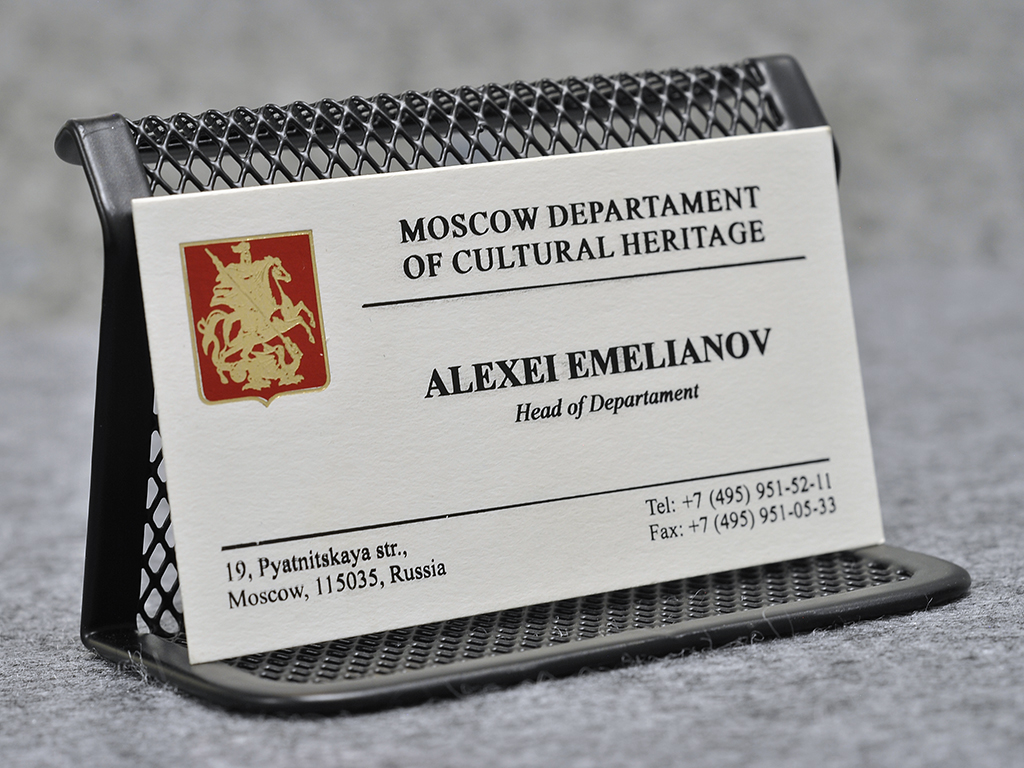 MOSCOW DEPARTAMENT
OF CULTURAL HERITAGE
ALEXEI EMELIANOV
Head of Departament
19, Pyatnitskaya str.,
Moscow, 115035, Russia
Tel: +7 (495) 951-52-11
Fax: +7 (495) 951-05-33